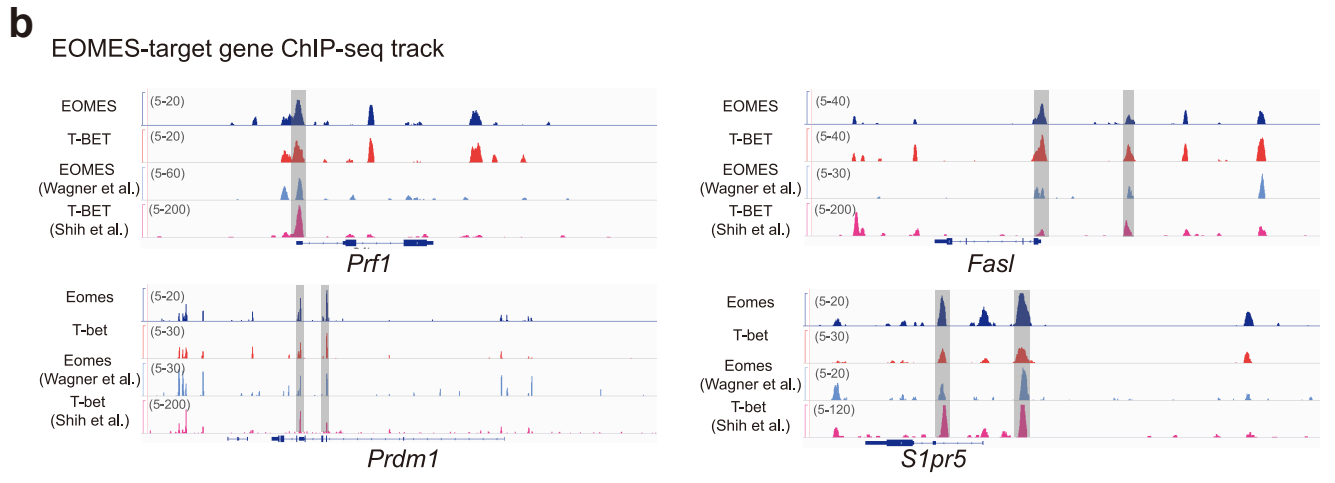 b
EOMES-target gene ChIP-seq track
EOMES
(5-20)
T-BET
(5-20)
EOMES
(Wagner et al.)
(5-60)
T-BET
(Shih et al.)
(5-200)
Prf1
EOMES
(5-40)
T-BET
(5-40)
EOMES
(Wagner et al.)
(5-30)
T-BET
(Shih et al.)
(5-200)
Fasl
Eomes
(5-20)
T-bet
(5-30)
Eomes
(Wagner et al.)
(5-30)
T-bet
(Shih et al.)
(5-200)
Prdm1
Eomes
(5-20)
T-bet
(5-30)
Eomes
(Wagner et al.)
(5-20)
T-bet
(Shih et al.)
(5-120)
S1pr5